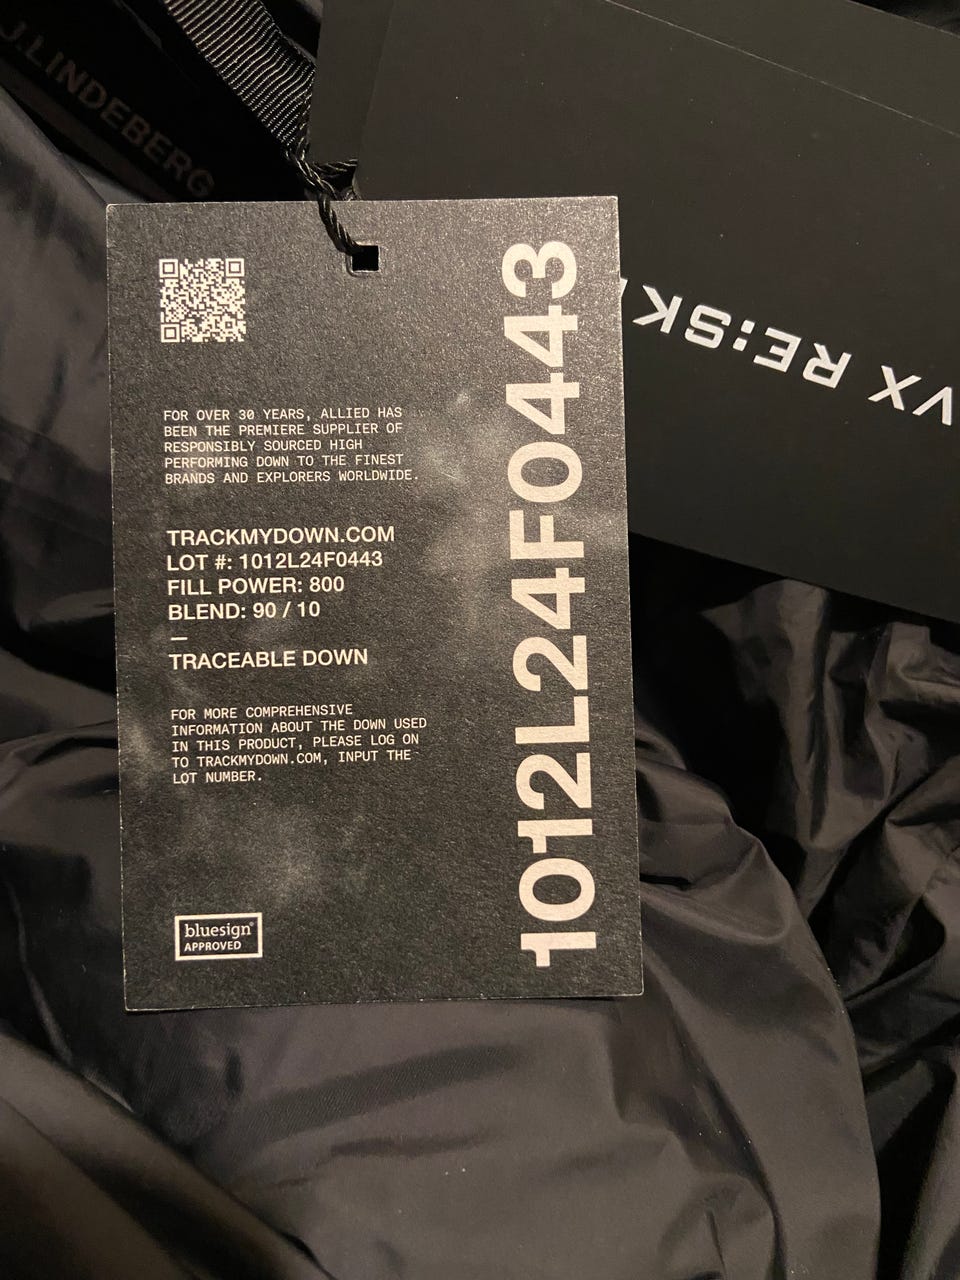 J.LINDEBERG
VX RE:SK
FOR OVER 30 YEARS, ALLIED HAS
BEEN THE PREMIERE SUPPLIER OF
RESPONSIBLY SOURCED HIGH
PERFORMING DOWN TO THE FINEST
BRANDS AND EXPLORERS WORLDWIDE.
TRACKMYDOWN.COM
LOT #: 1012L24F0443
FILL POWER: 800
BLEND: 90 / 10
—
TRACEABLE DOWN
FOR MORE COMPREHENSIVE
INFORMATION ABOUT THE DOWN USED
IN THIS PRODUCT, PLEASE LOG ON
TO TRACKMYDOWN.COM, INPUT THE
LOT NUMBER.
bluesign®
APPROVED
1012L24F0443